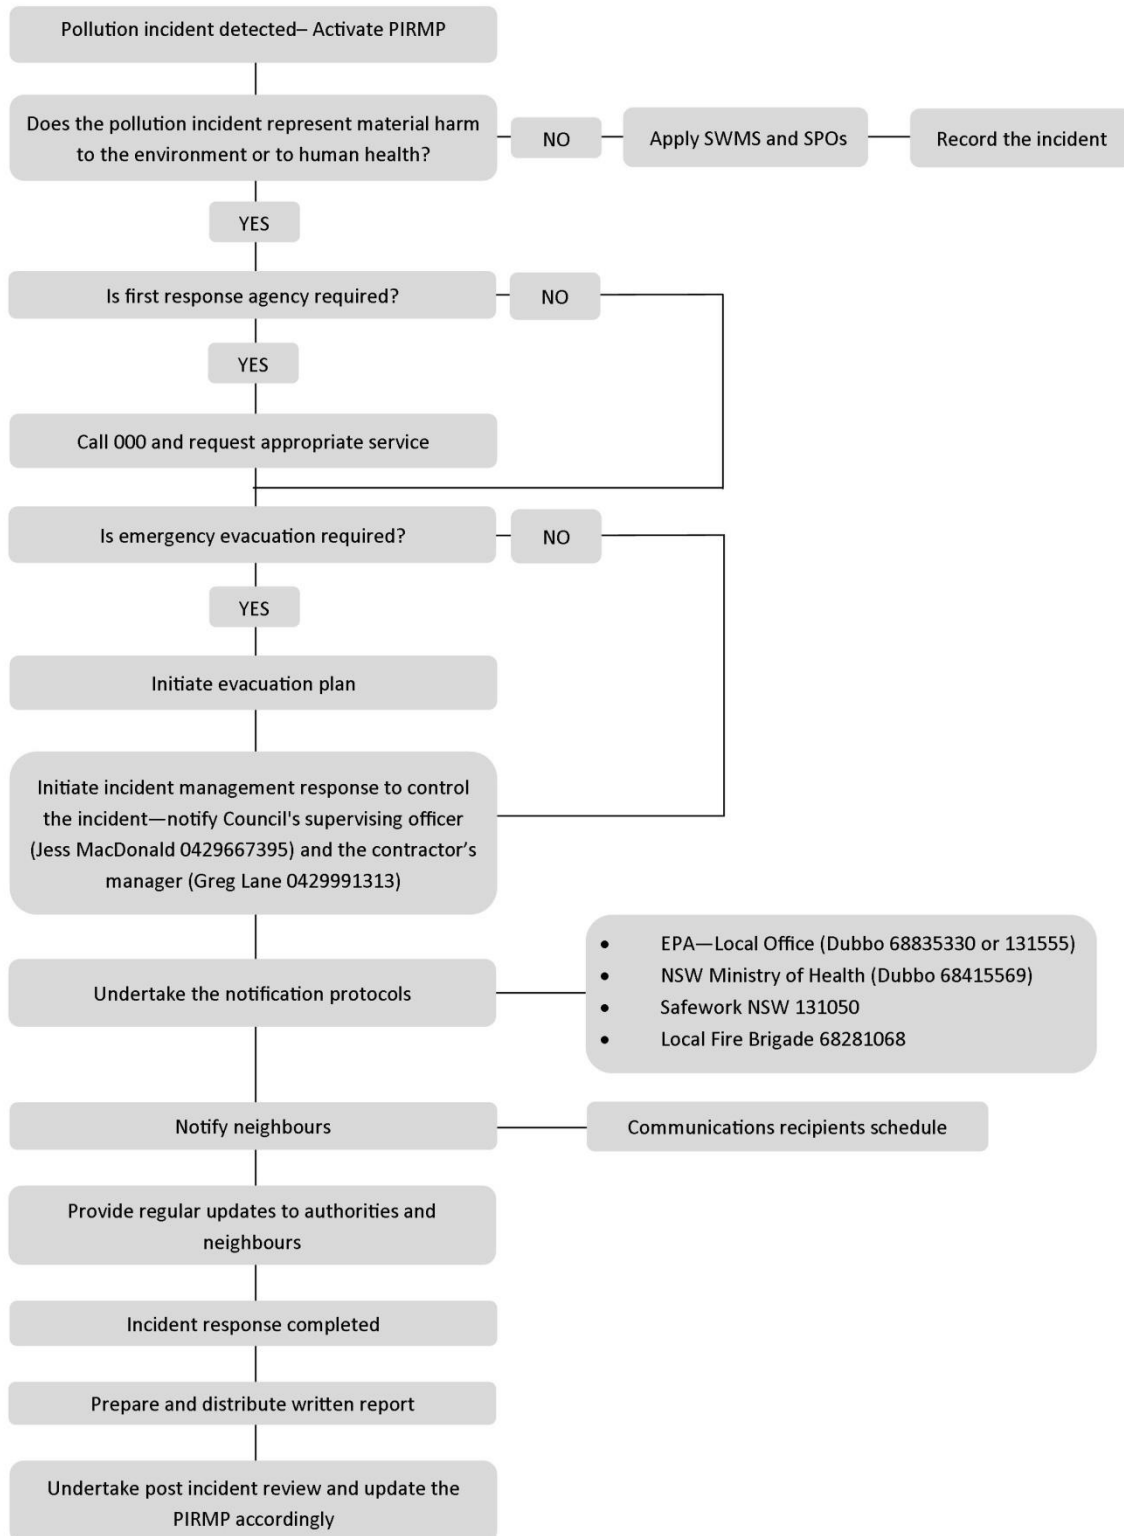 Pollution incident detected– Activate PIRMP
Does the pollution incident represent material harm
to the environment or to human health?
NO
Apply SWMS and SPOs
Record the incident
YES
Is first response agency required?
NO
YES
Call 000 and request appropriate service
Is emergency evacuation required?
NO
YES
Initiate evacuation plan
Initiate incident management response to control
the incident—notify Council's supervising officer
(Jess MacDonald 0429667395) and the contractor’s
manager (Greg Lane 0429991313)
Undertake the notification protocols
• EPA—Local Office (Dubbo 68835330 or 131555)
• NSW Ministry of Health (Dubbo 68415569)
• Safework NSW 131050
• Local Fire Brigade 68281068
Notify neighbours
Communications recipients schedule
Provide regular updates to authorities and
neighbours
Incident response completed
Prepare and distribute written report
Undertake post incident review and update the
PIRMP accordingly